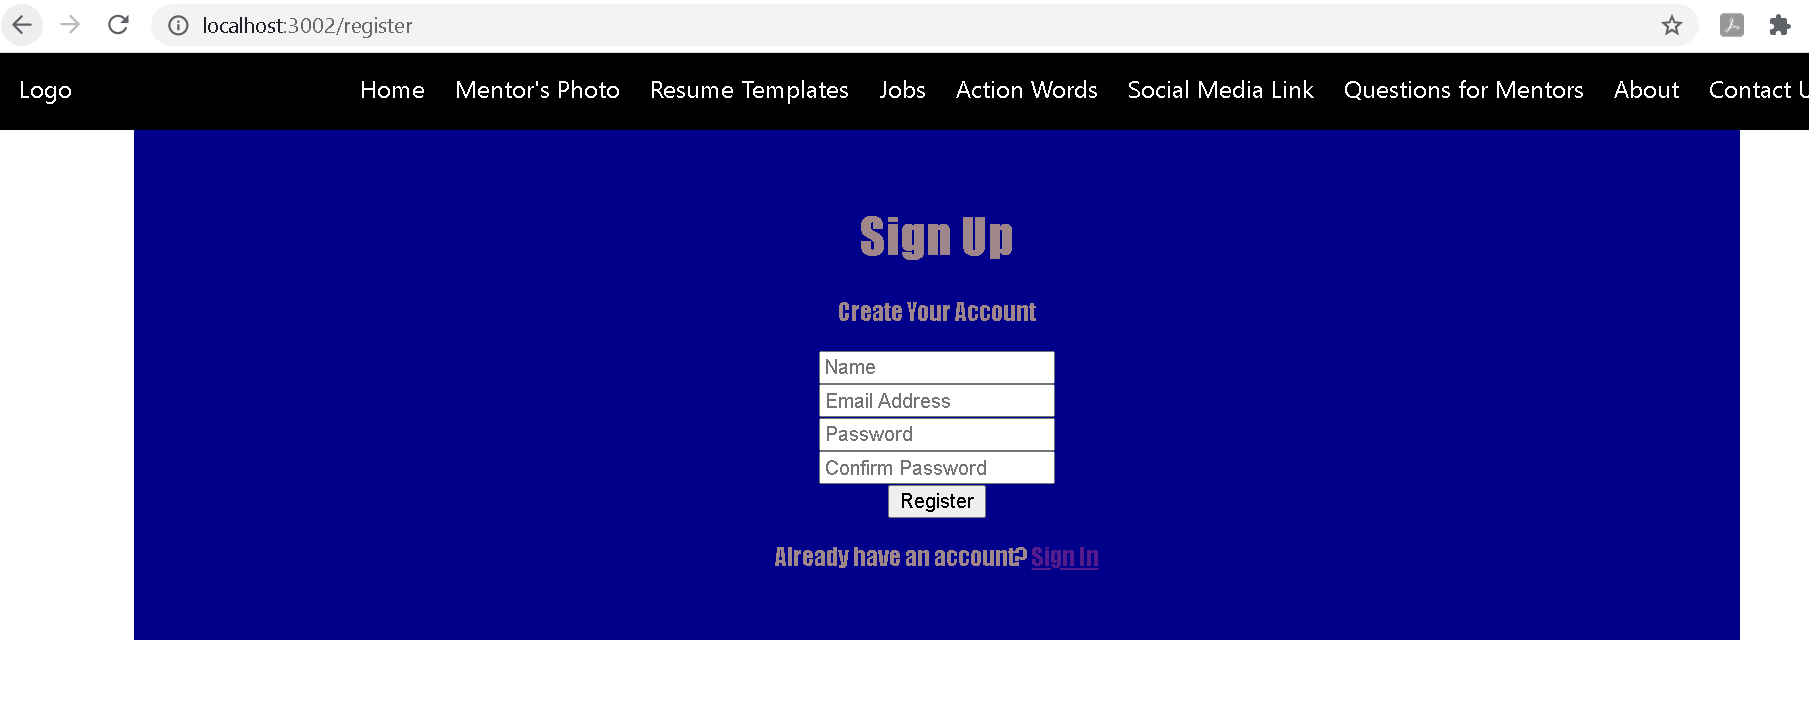 localhost:3002/register
Logo Home Mentor's Photo Resume Templates Jobs Action Words Social Media Link Questions for Mentors About Contact U
Sign Up
Create Your Account
Name
Email Address
Password
Confirm Password
Register
Already have an account? Sign In